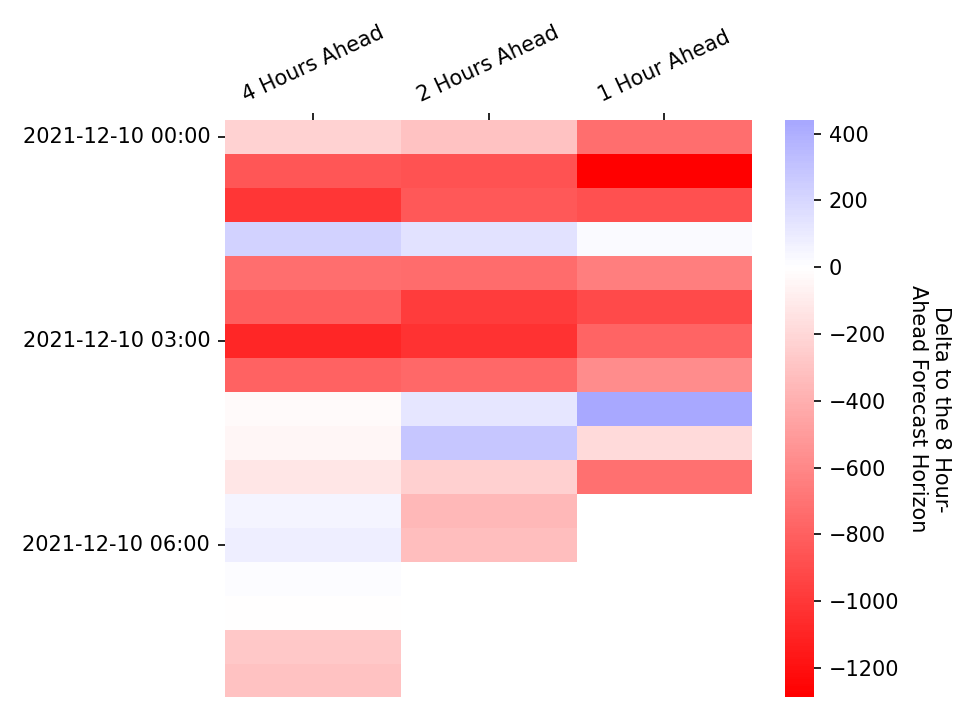 4 Hours Ahead
2 Hours Ahead
1 Hour Ahead
2021-12-10 00:00
2021-12-10 03:00
2021-12-10 06:00
400
200
0
−200
−400
−600
−800
−1000
−1200
Delta to the 8 Hour-
Ahead Forecast Horizon